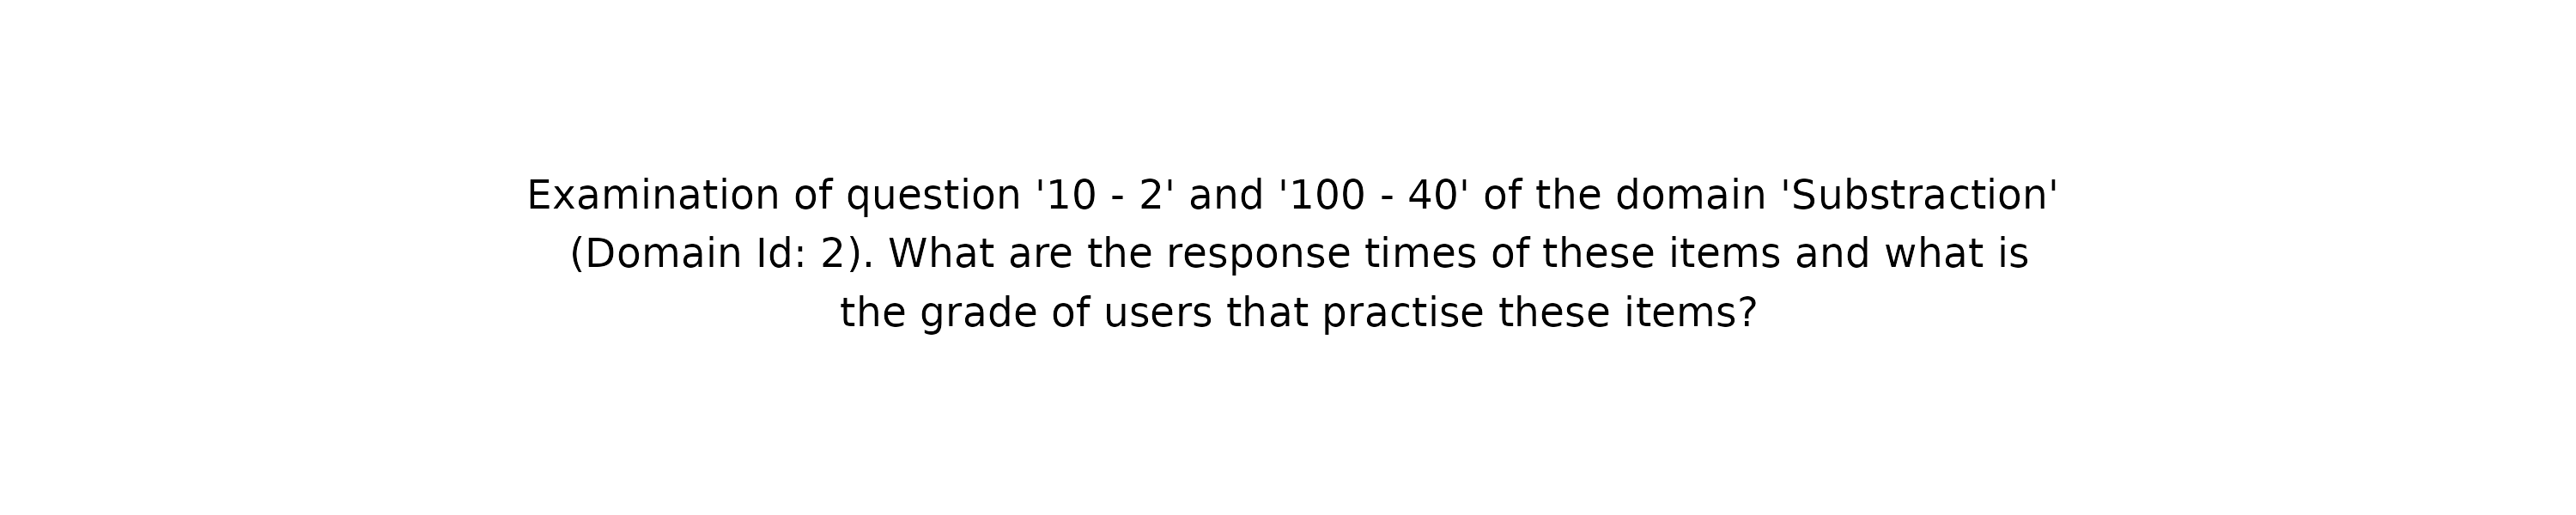 Examination of question '10 - 2' and '100 - 40' of the domain 'Substraction'
(Domain Id: 2). What are the response times of these items and what is
the grade of users that practise these items?